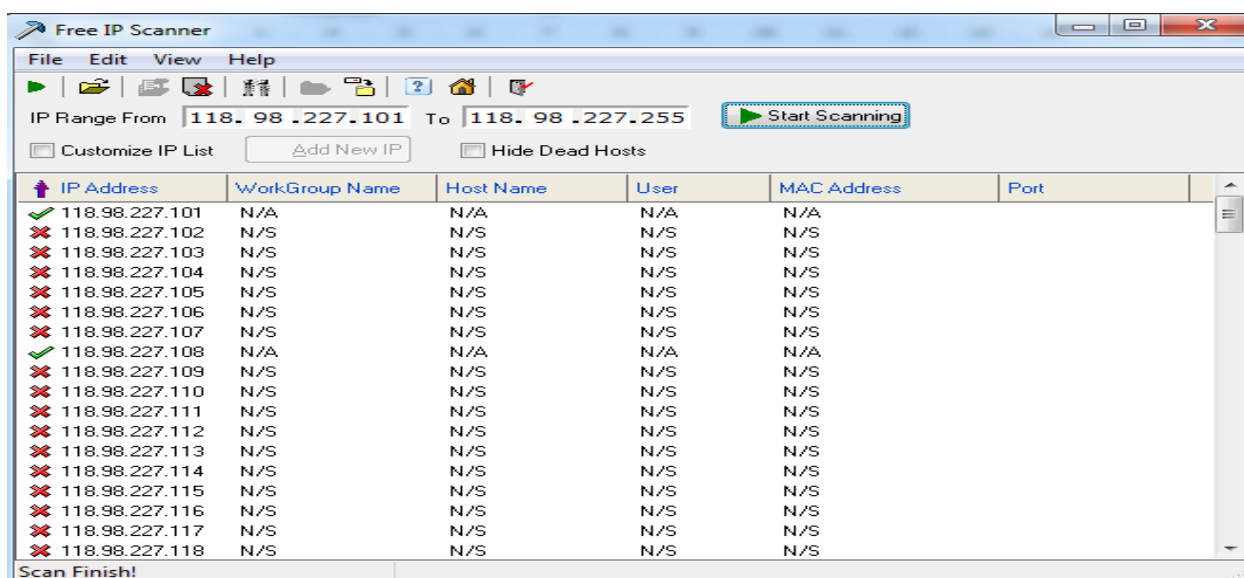 Free IP Scanner
File Edit View Help
IP Range From 118. 98 .227.101 To 118. 98 .227.255 Start Scanning
Customize IP List Add New IP Hide Dead Hosts
IP Address WorkGroup Name Host Name User MAC Address Port
118.98.227.101 N/A N/A N/A N/A
118.98.227.102 N/S N/S N/S N/S
118.98.227.103 N/S N/S N/S N/S
118.98.227.104 N/S N/S N/S N/S
118.98.227.105 N/S N/S N/S N/S
118.98.227.106 N/S N/S N/S N/S
118.98.227.107 N/S N/S N/S N/S
118.98.227.108 N/A N/A N/A N/A
118.98.227.109 N/S N/S N/S N/S
118.98.227.110 N/S N/S N/S N/S
118.98.227.111 N/S N/S N/S N/S
118.98.227.112 N/S N/S N/S N/S
118.98.227.113 N/S N/S N/S N/S
118.98.227.114 N/S N/S N/S N/S
118.98.227.115 N/S N/S N/S N/S
118.98.227.116 N/S N/S N/S N/S
118.98.227.117 N/S N/S N/S N/S
118.98.227.118 N/S N/S N/S N/S
Scan Finish!